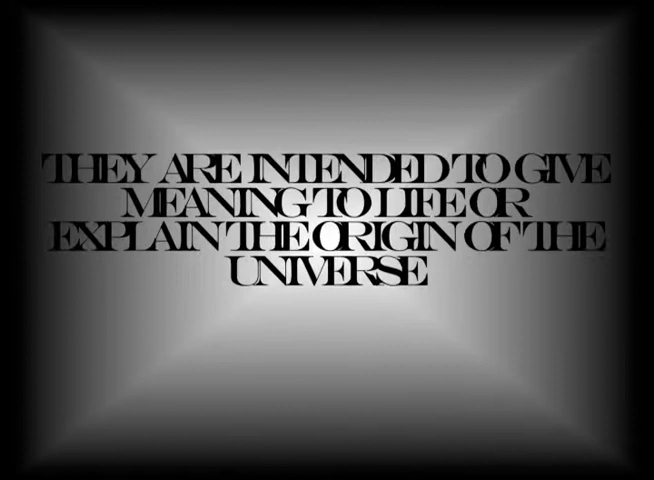 THEY ARE INTENDED TO GIVE
MEANING TO LIFE OR
EXPLAIN THE ORIGIN OF THE
UNIVERSE